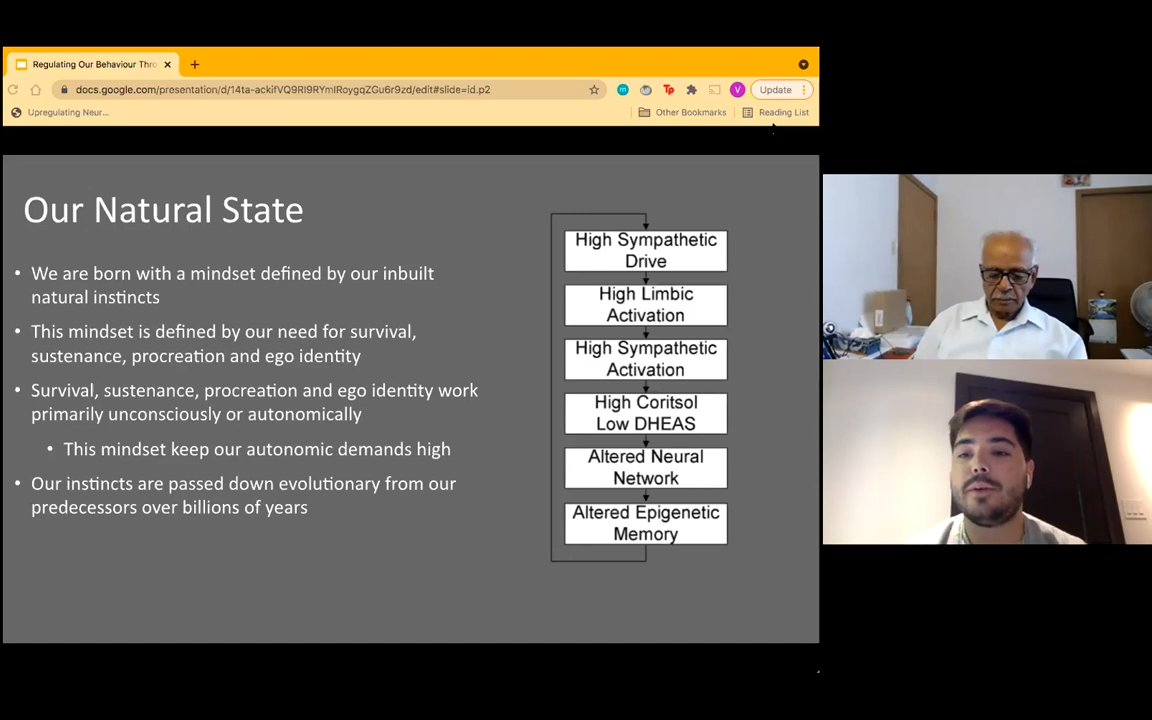 Regulating Our Behaviour Thro
docs.google.com/presentation/d/14ta-ackifVQ9Rl9RYmIRoygqZGu6r9zd/edit#slide=id.p2
Tp
V
Update
Upregulating Neur...
Other Bookmarks
Reading List
Our Natural State
• We are born with a mindset defined by our inbuilt
natural instincts
• This mindset is defined by our need for survival,
sustenance, procreation and ego identity
• Survival, sustenance, procreation and ego identity work
primarily unconsciously or autonomically
• This mindset keep our autonomic demands high
• Our instincts are passed down evolutionary from our
predecessors over billions of years
High Sympathetic
Drive
High Limbic
Activation
High Sympathetic
Activation
High Coritsol
Low DHEAS
Altered Neural
Network
Altered Epigenetic
Memory